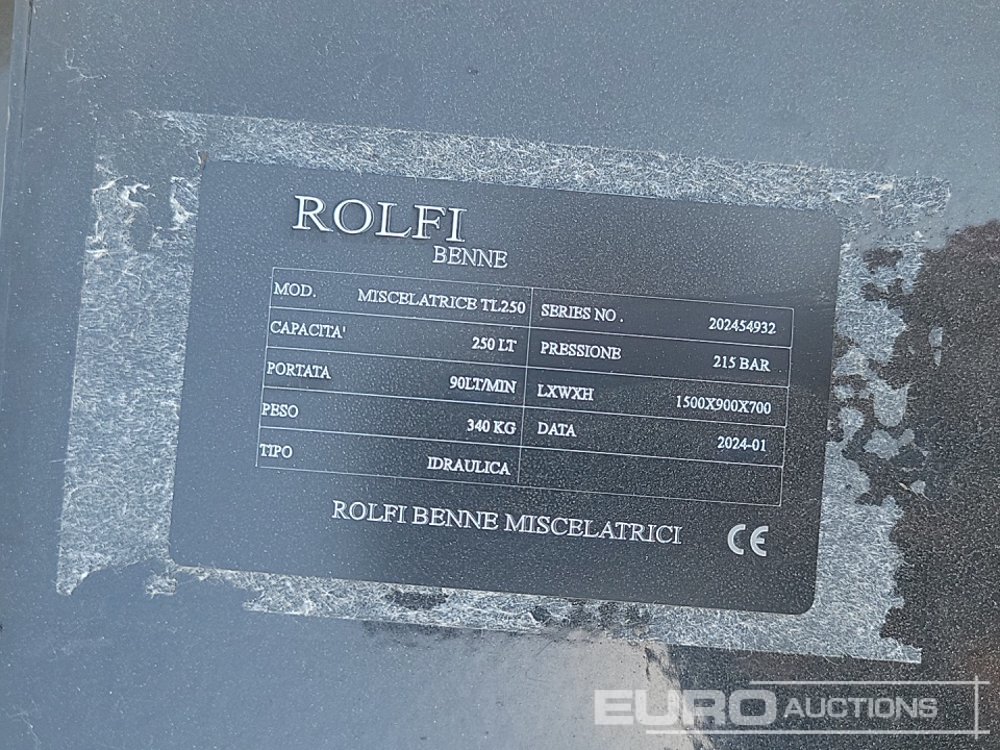 ROLFI
BENNE
MOD. MISCELATRICE TL250 SERIES NO . 202454932
CAPACITA' 250 LT PRESSIONE 215 BAR
PORTATA 90LT/MIN LXWXH 1500X900X700
PESO 340 KG DATA 2024-01
TIPO IDRAULICA
ROLFI BENNE MISCELATRICI CE
EURO AUCTIONS